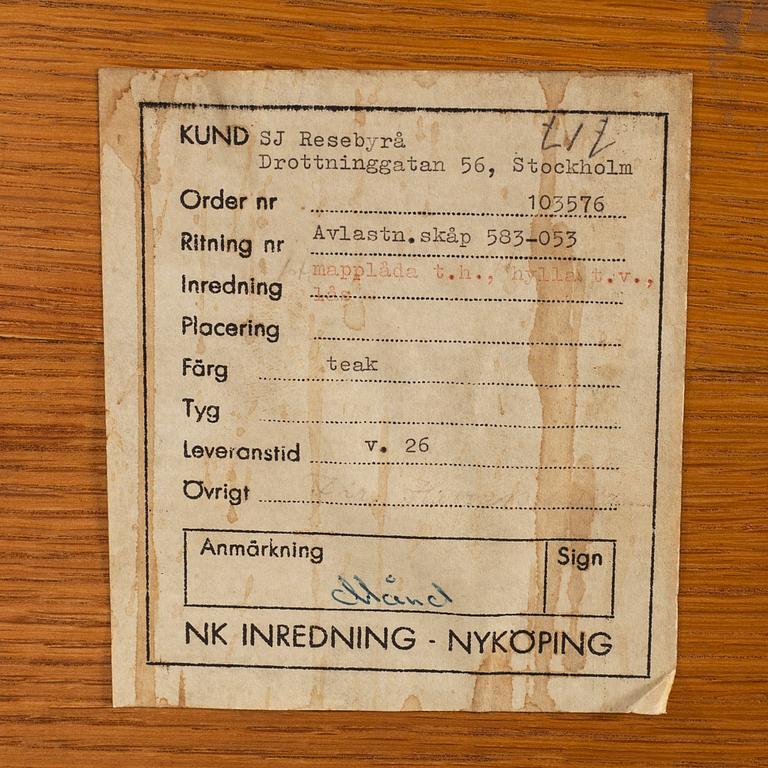 KUND SJ Resebyrå
Drottninggatan 56, Stockholm
Order nr 103576
Ritning nr Avlastn.skåp 583-053
Inredning mapplåda t.h., hylla t.v.,
lås
Placering
Färg teak
Tyg
Leveranstid v. 26
Övrigt
Anmärkning Sign
NK INREDNING - NYKÖPING